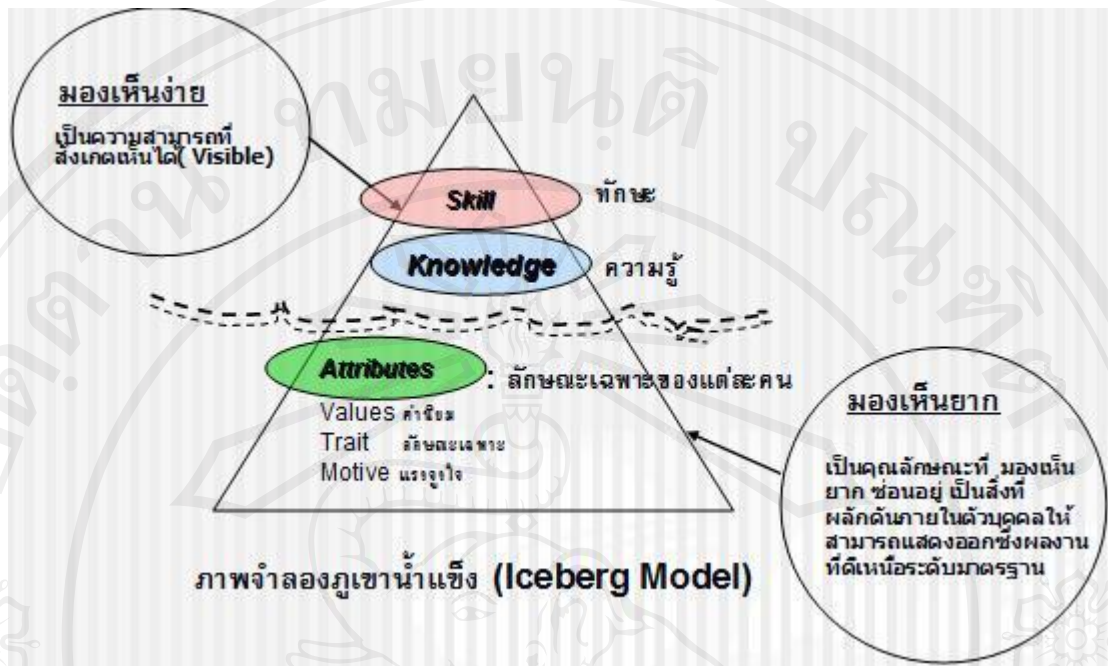 มองเห็นง่าย
เป็นความสามารถที่
สังเกตเห็นได้( Visible)
Skill ทักษะ
Knowledge ความรู้
Attributes : ลักษณะเฉพาะของแต่ละคน
Values ค่านิยม
Trait ลักษณะเฉพาะ
Motive แรงจูงใจ
มองเห็นยาก
เป็นคุณลักษณะที่ มองเห็น
ยาก ซ่อนอยู่ เป็นสิ่งที่
ผลักดันภายในตัวบุคคลให้
สามารถแสดงออกซึ่งผลงาน
ที่ดีเหนือระดับมาตรฐาน
ภาพจำลองภูเขาน้ำแข็ง (Iceberg Model)